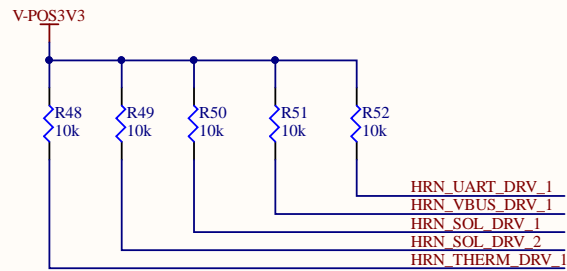 V-POS3V3
R48 R49 R50 R51 R52
10k 10k 10k 10k 10k
HRN_UART_DRV_1
HRN_VBUS_DRV_1
HRN_SOL_DRV_1
HRN_SOL_DRV_2
HRN_THERM_DRV_1